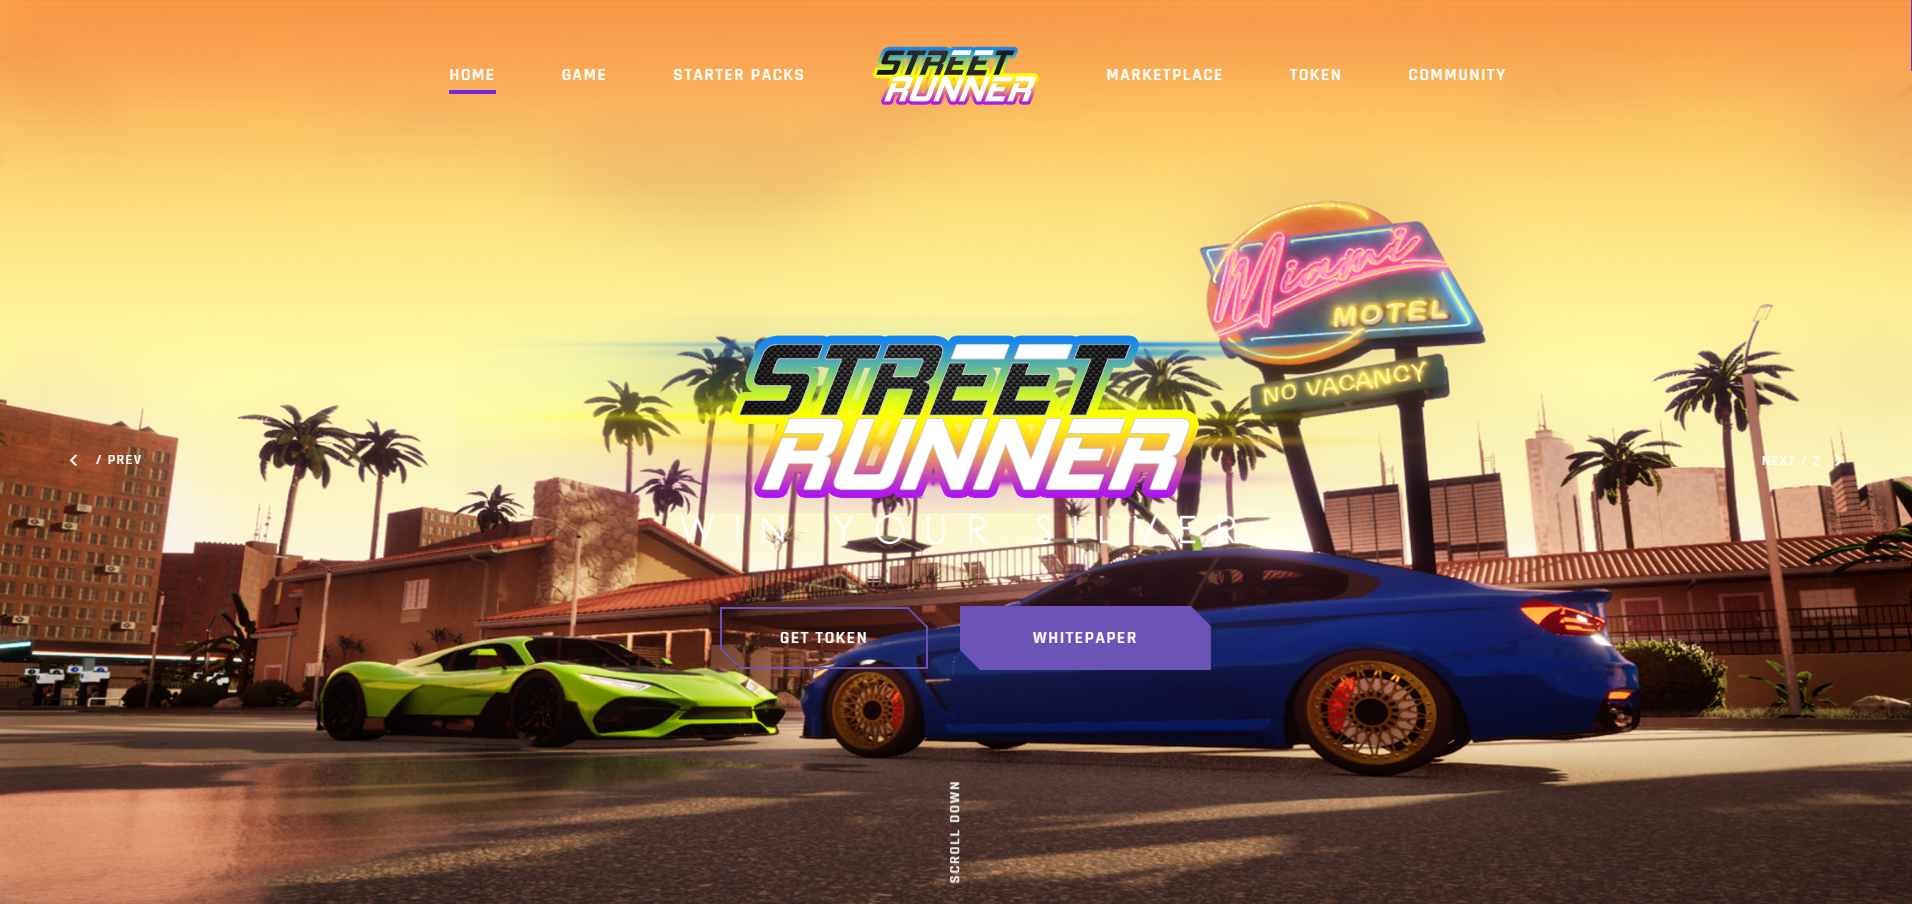 HOME GAME STARTER PACKS STREET RUNNER MARKETPLACE TOKEN COMMUNITY
Miami
MOTEL
NO VACANCY
STREET
RUNNER
/ PREV
NEXT / 2
WIN YOUR SILVER
GET TOKEN WHITEPAPER
SCROLL DOWN